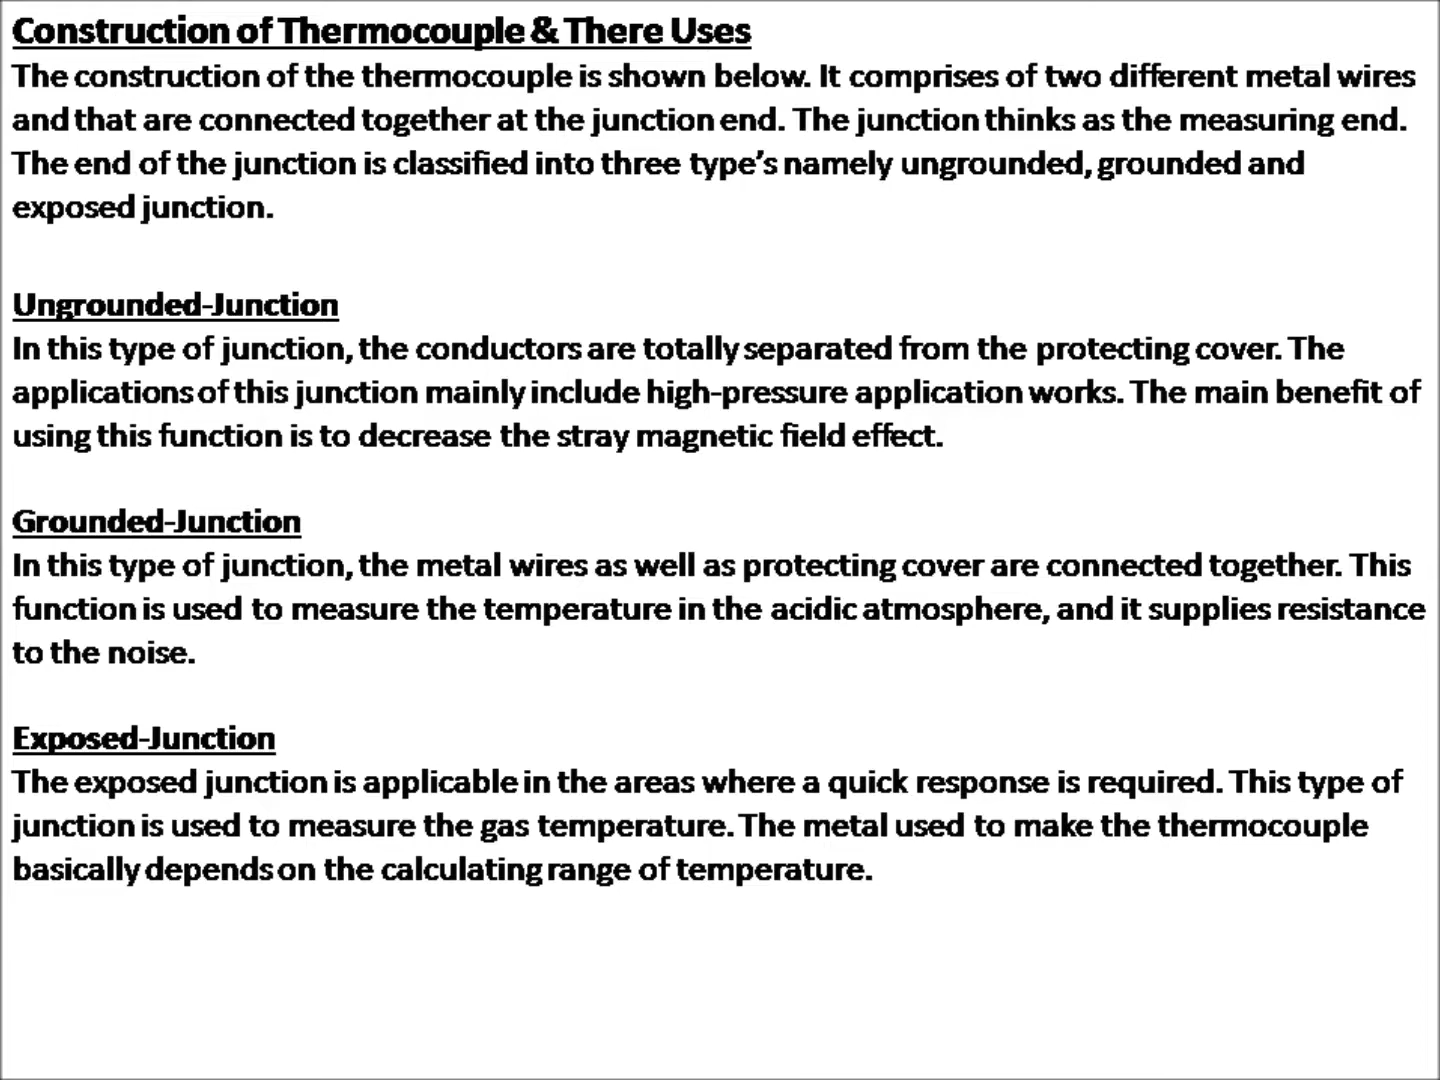 Construction of Thermocouple & There Uses
The construction of the thermocouple is shown below. It comprises of two different metal wires
and that are connected together at the junction end. The junction thinks as the measuring end.
The end of the junction is classified into three type’s namely ungrounded, grounded and
exposed junction.
Ungrounded-Junction
In this type of junction, the conductors are totally separated from the protecting cover. The
applications of this junction mainly include high-pressure application works. The main benefit of
using this function is to decrease the stray magnetic field effect.
Grounded-Junction
In this type of junction, the metal wires as well as protecting cover are connected together. This
function is used to measure the temperature in the acidic atmosphere, and it supplies resistance
to the noise.
Exposed-Junction
The exposed junction is applicable in the areas where a quick response is required. This type of
junction is used to measure the gas temperature. The metal used to make the thermocouple
basically depends on the calculating range of temperature.